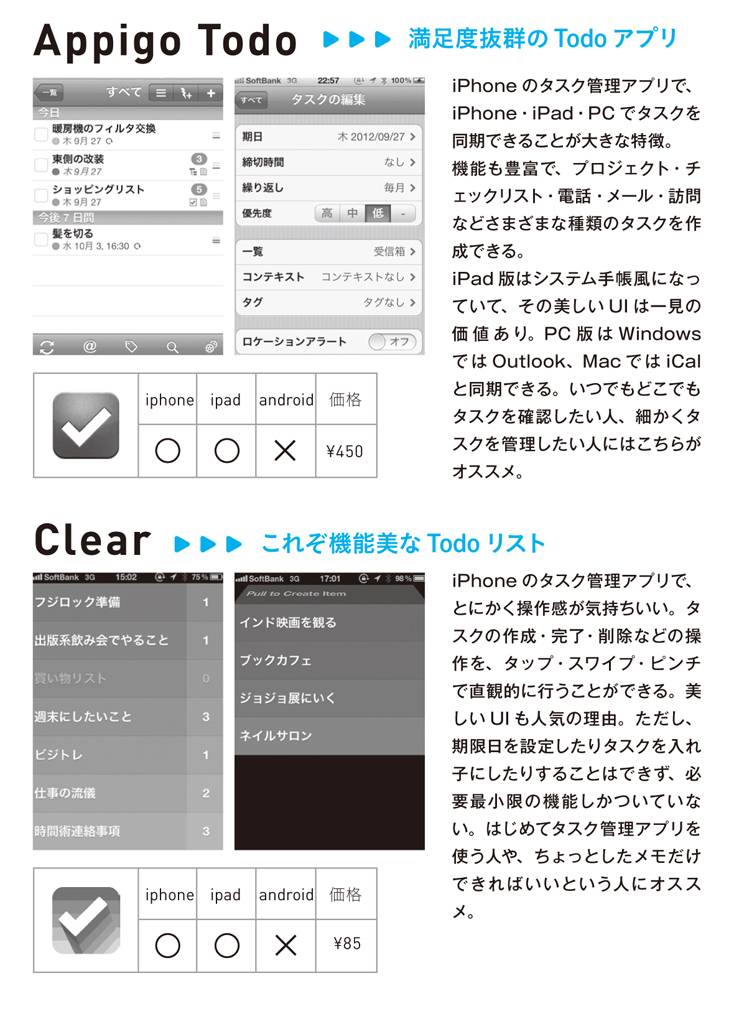 Appigo Todo ▶▶▶ 満足度抜群の Todo アプリ
一覧 すべて
今日
暖房機のフィルタ交換
木 9月 27
東側の改装 3
木 9月 27
ショッピングリスト 5
木 9月 27
今後 7 日間
髪を切る
水 10月 3, 16:30
SoftBank 3G 22:57 100%
すべて タスクの編集
期日 木 2012/09/27
締切時間 なし
繰り返し 毎月
優先度 高 中 低 -
一覧 受信箱
コンテキスト コンテキストなし
タグ タグなし
ロケーションアラート オフ
iPhone のタスク管理アプリで、
iPhone・iPad・PC でタスクを
同期できることが大きな特徴。
機能も豊富で、プロジェクト・チ
ェックリスト・電話・メール・訪問
などさまざまな種類のタスクを作
成できる。
iPad 版はシステム手帳風になっ
ていて、その美しい UI は一見の
価値あり。PC 版は Windows
では Outlook、Mac では iCal
と同期できる。いつでもどこでも
タスクを確認したい人、細かくタ
スクを管理したい人にはこちらが
オススメ。
iphone ipad android 価格
○ ○ × ¥450
Clear ▶▶▶ これぞ機能美な Todo リスト
SoftBank 3G 15:02 75%
フジロック準備 1
出版系飲み会でやること 1
買い物リスト 0
週末にしたいこと 3
ビジトレ 1
仕事の流儀 2
時間術連絡事項 3
SoftBank 3G 17:01 98%
Pull to Create Item
インド映画を観る
ブックカフェ
ジョジョ展にいく
ネイルサロン
iPhone のタスク管理アプリで、
とにかく操作感が気持ちいい。タ
スクの作成・完了・削除などの操
作を、タップ・スワイプ・ピンチ
で直観的に行うことができる。美
しい UI も人気の理由。ただし、
期限日を設定したりタスクを入れ
子にしたりすることはできず、必
要最小限の機能しかついていな
い。はじめてタスク管理アプリを
使う人や、ちょっとしたメモだけ
できればいいという人にオスス
メ。
iphone ipad android 価格
○ ○ × ¥85